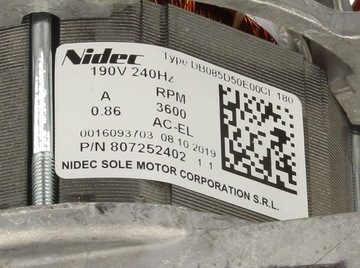 Nidec Type DB085D50E00CL 180
190V 240Hz
A RPM
0.86 3600
AC-EL
0016093703 08 10 2019
P/N 807252402 1 1
NIDEC SOLE MOTOR CORPORATION S.R.L.